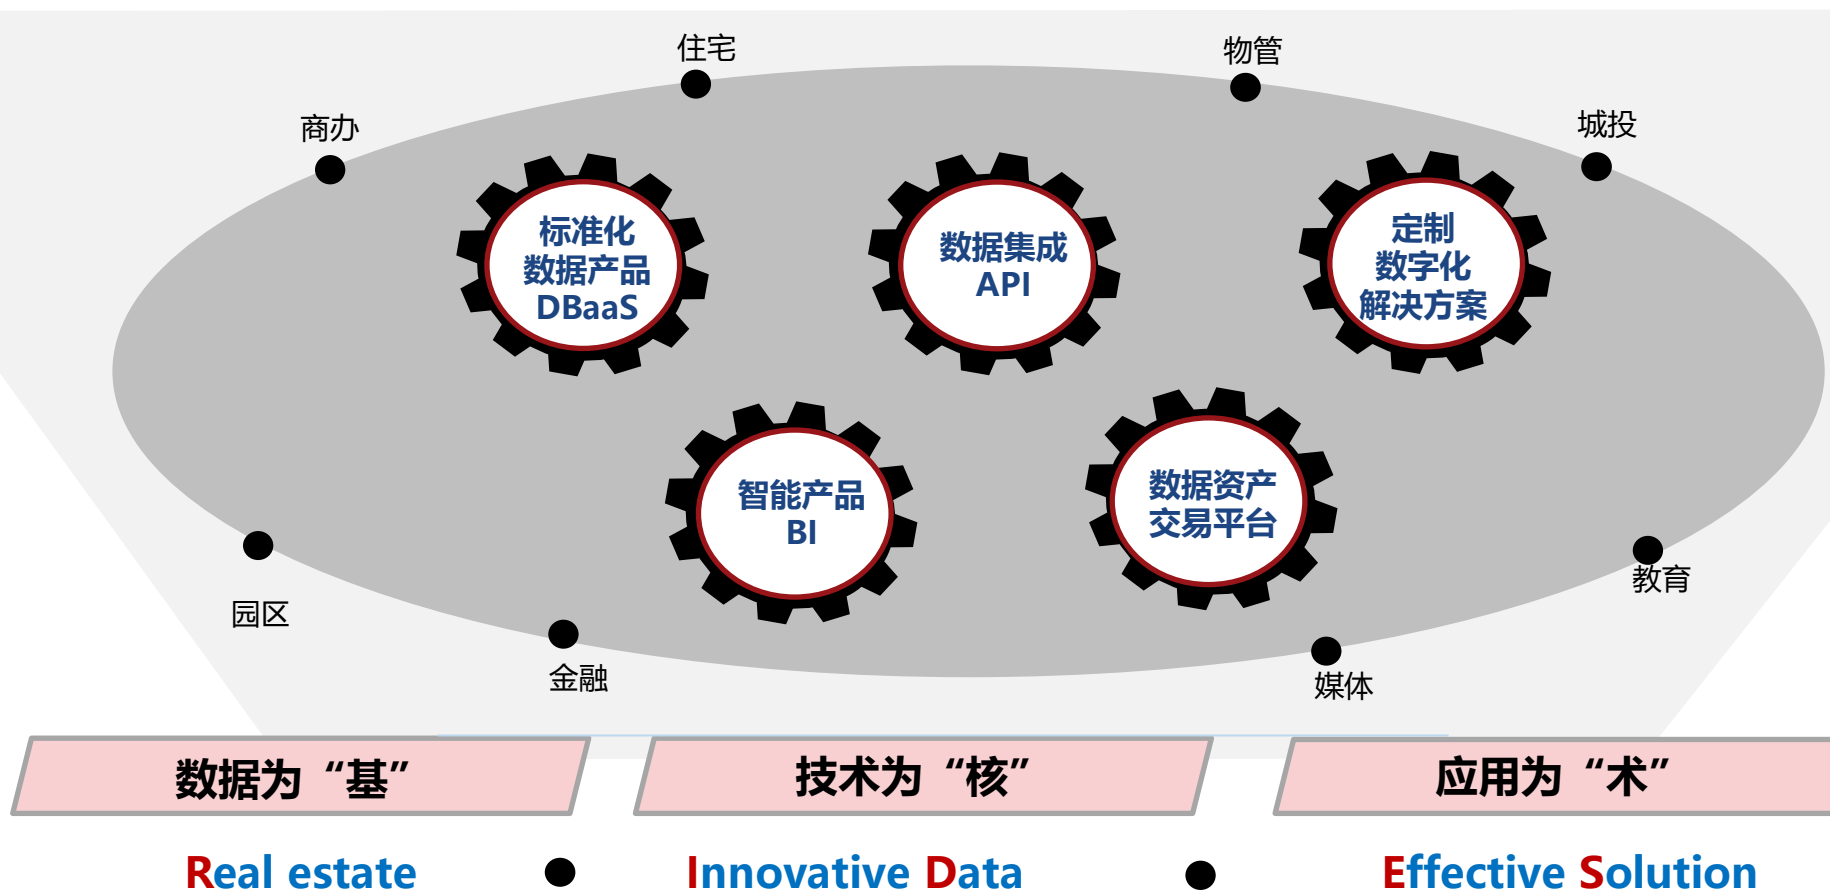 住宅
物管
商办
城投
标准化
数据产品
DBaaS
数据集成
API
定制
数字化
解决方案
智能产品
BI
数据资产
交易平台
园区
金融
媒体
教育
数据为“基”
技术为“核”
应用为“术”
Real estate
Innovative Data
Effective Solution